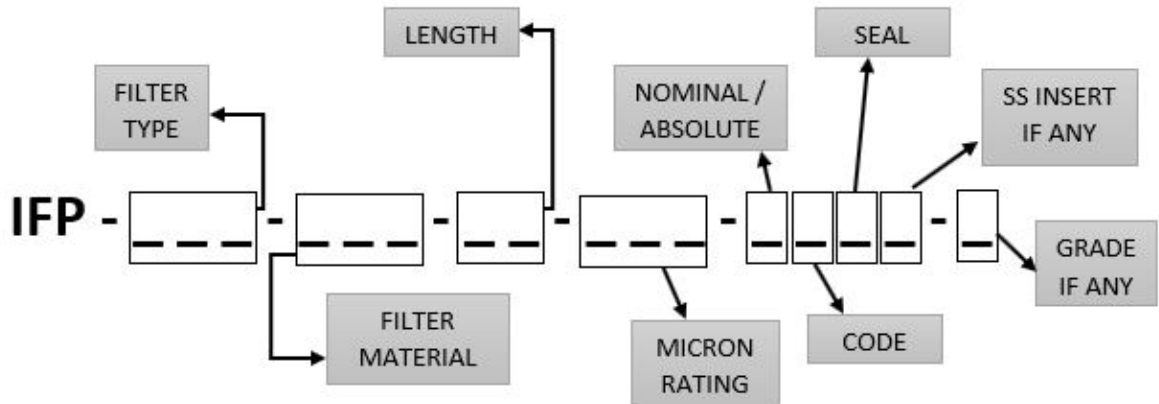 LENGTH
SEAL
FILTER
TYPE
NOMINAL /
ABSOLUTE
SS INSERT
IF ANY
IFP - _ _ _ - _ _ _ - _ _ - _ _ _ - _ _ _ _ - _
GRADE
IF ANY
FILTER
MATERIAL
MICRON
RATING
CODE